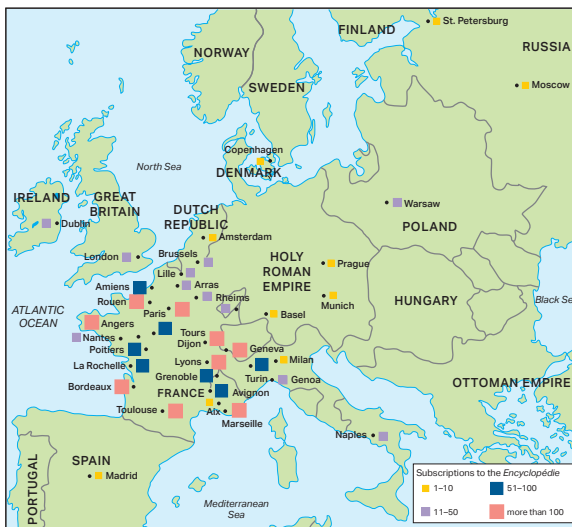 FINLAND
St. Petersburg
NORWAY
RUSSIA
SWEDEN
Moscow
Copenhagen
North Sea
DENMARK
IRELAND
GREAT
BRITAIN
Dublin
Warsaw
DUTCH
REPUBLIC
POLAND
Amsterdam
London
Brussels
HOLY
ROMAN
EMPIRE
Prague
Lille
Amiens
Arras
Rouen
Rheims
Munich
HUNGARY
Black Sea
Paris
ATLANTIC
OCEAN
Angers
Basel
Nantes
Tours
Dijon
Geneva
Poitiers
La Rochelle
Lyons
Milan
Grenoble
Turin
Genoa
OTTOMAN EMPIRE
Bordeaux
FRANCE
Avignon
Toulouse
Aix
Marseille
Naples
SPAIN
Madrid
PORTUGAL
Mediterranean
Sea
Subscriptions to the Encyclopédie
1–10
51–100
11–50
more than 100